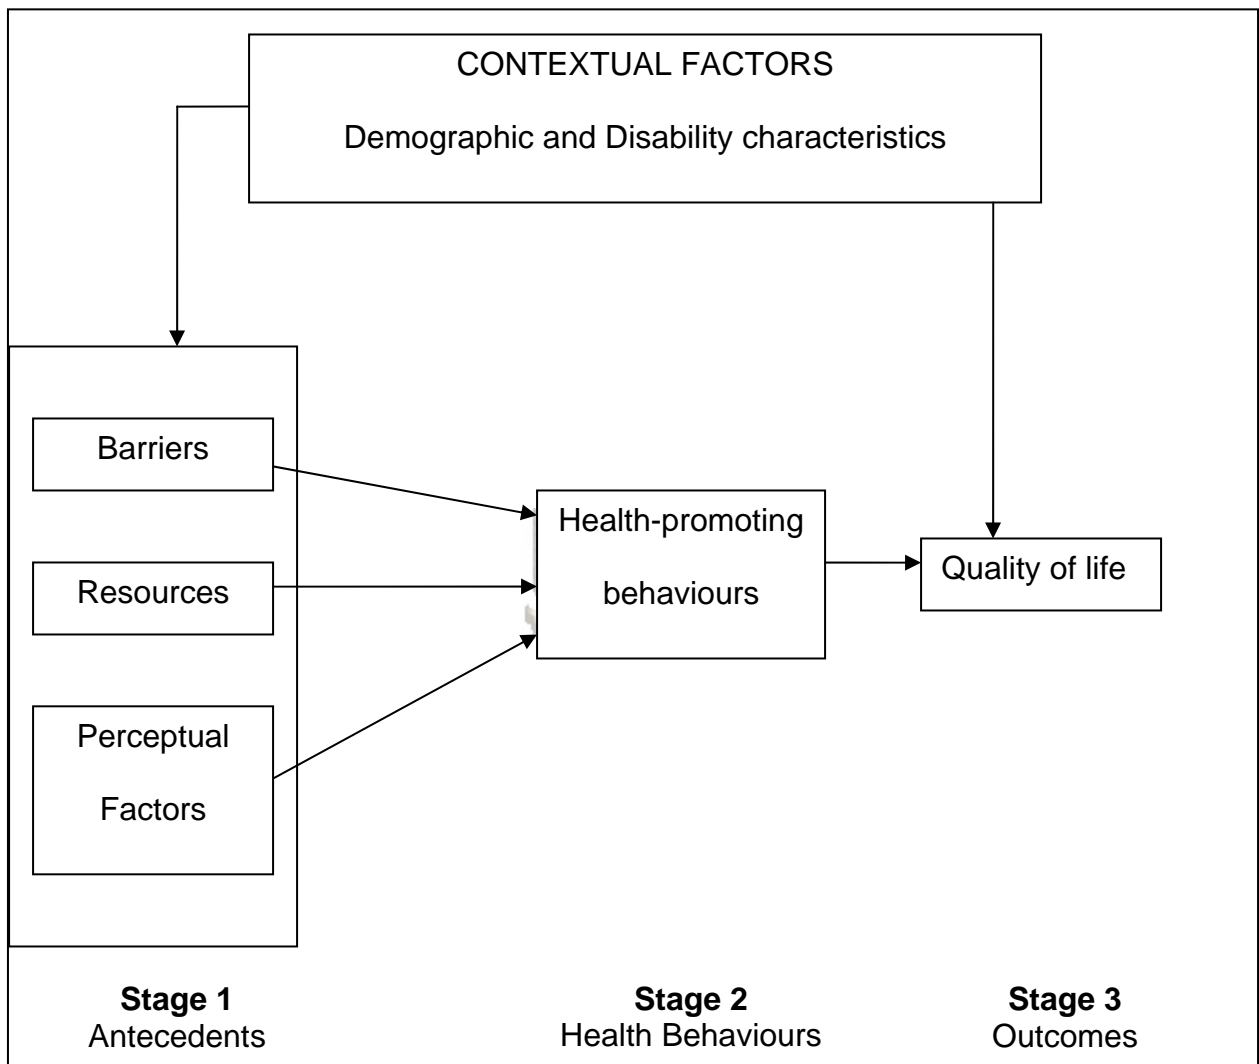 CONTEXTUAL FACTORS
Demographic and Disability characteristics
Barriers
Resources
Perceptual
Factors
Health-promoting
behaviours
Quality of life
Stage 1
Antecedents
Stage 2
Health Behaviours
Stage 3
Outcomes